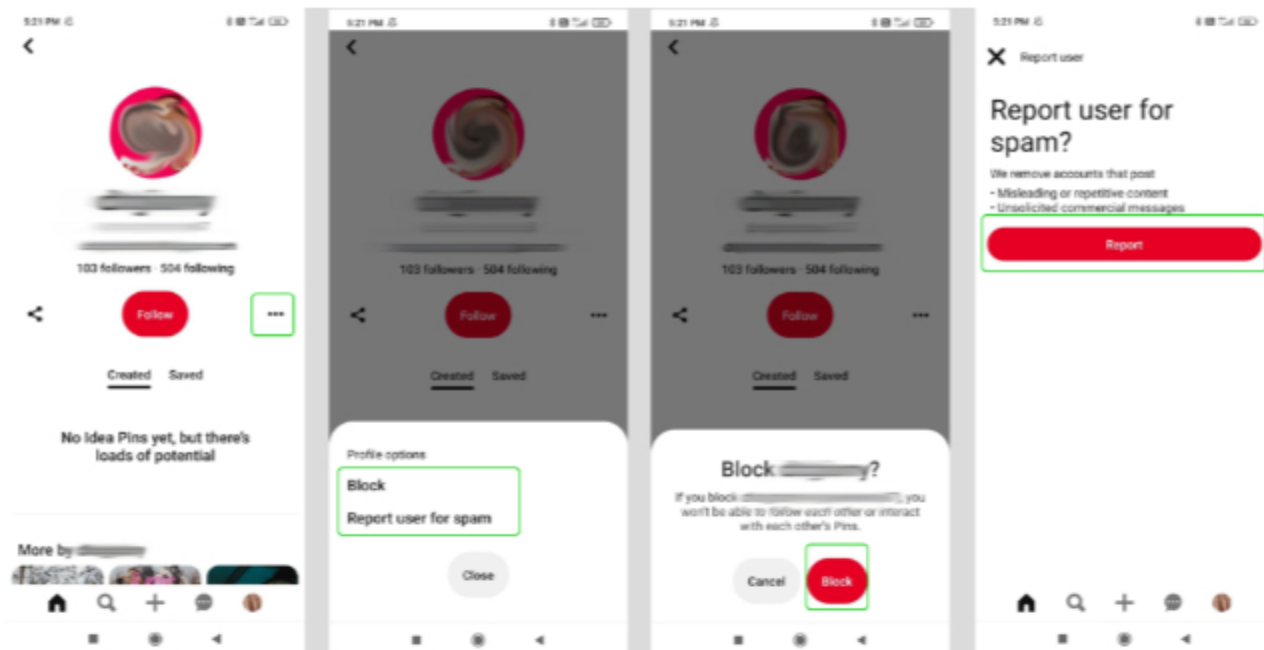 5:21 PM
103 followers · 504 following
Follow
Created Saved
No Idea Pins yet, but there's
loads of potential
More by
5:21 PM
103 followers · 504 following
Follow
Created Saved
Profile options
Block
Report user for spam
Close
5:21 PM
103 followers · 504 following
Follow
Created Saved
Block ?
If you block , you
won't be able to follow each other or interact
with each other's Pins.
Cancel Block
5:21 PM
Report user
Report user for
spam?
We remove accounts that post
- Misleading or repetitive content
- Unsolicited commercial messages
Report